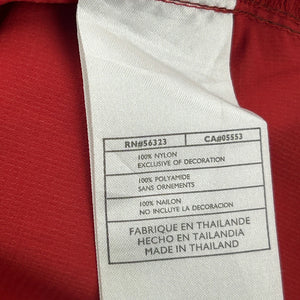 RN#56323 CA#05553
100% NYLON
EXCLUSIVE OF DECORATION
100% POLYAMIDE
SANS ORNEMENTS
100% NAILON
NO INCLUYE LA DECORACION
FABRIQUE EN THAILANDE
HECHO EN TAILANDIA
MADE IN THAILAND